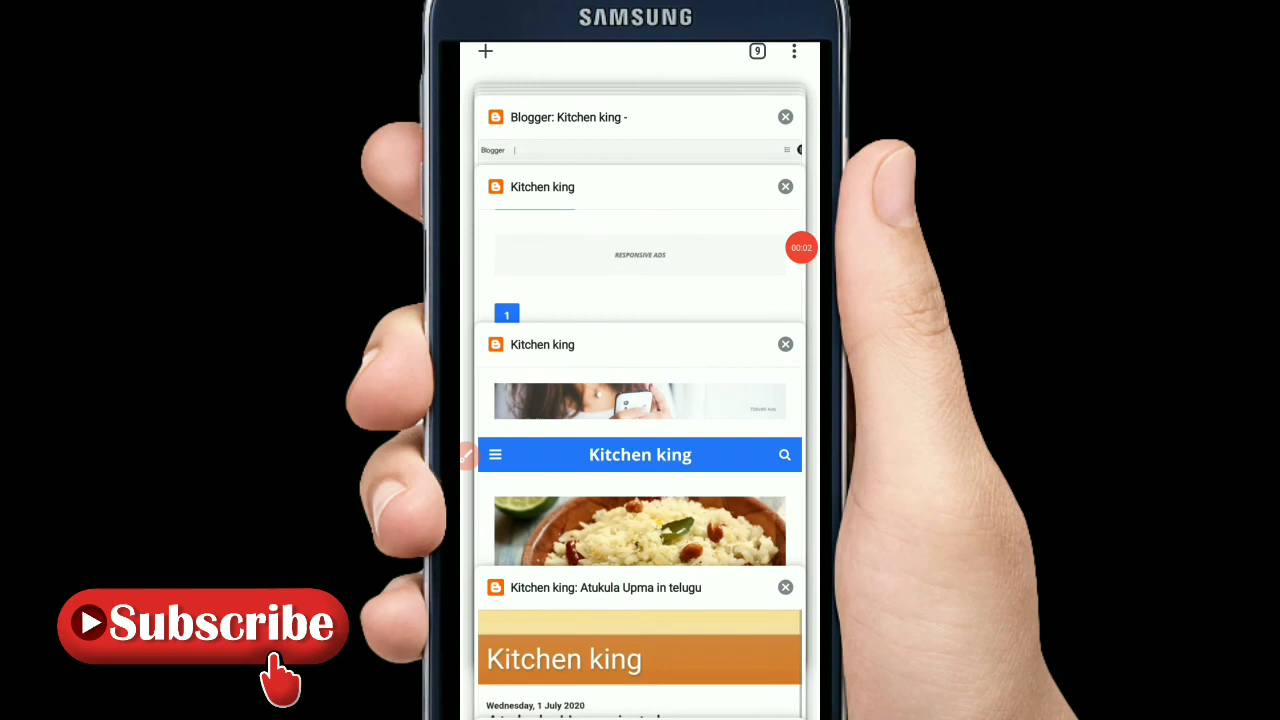 SAMSUNG
9
Blogger: Kitchen king -
Blogger
Kitchen king
00:02
RESPONSIVE ADS
1
Kitchen king
Kitchen king
Kitchen king: Atukula Upma in telugu
Subscribe
Kitchen king
Wednesday, 1 July 2020